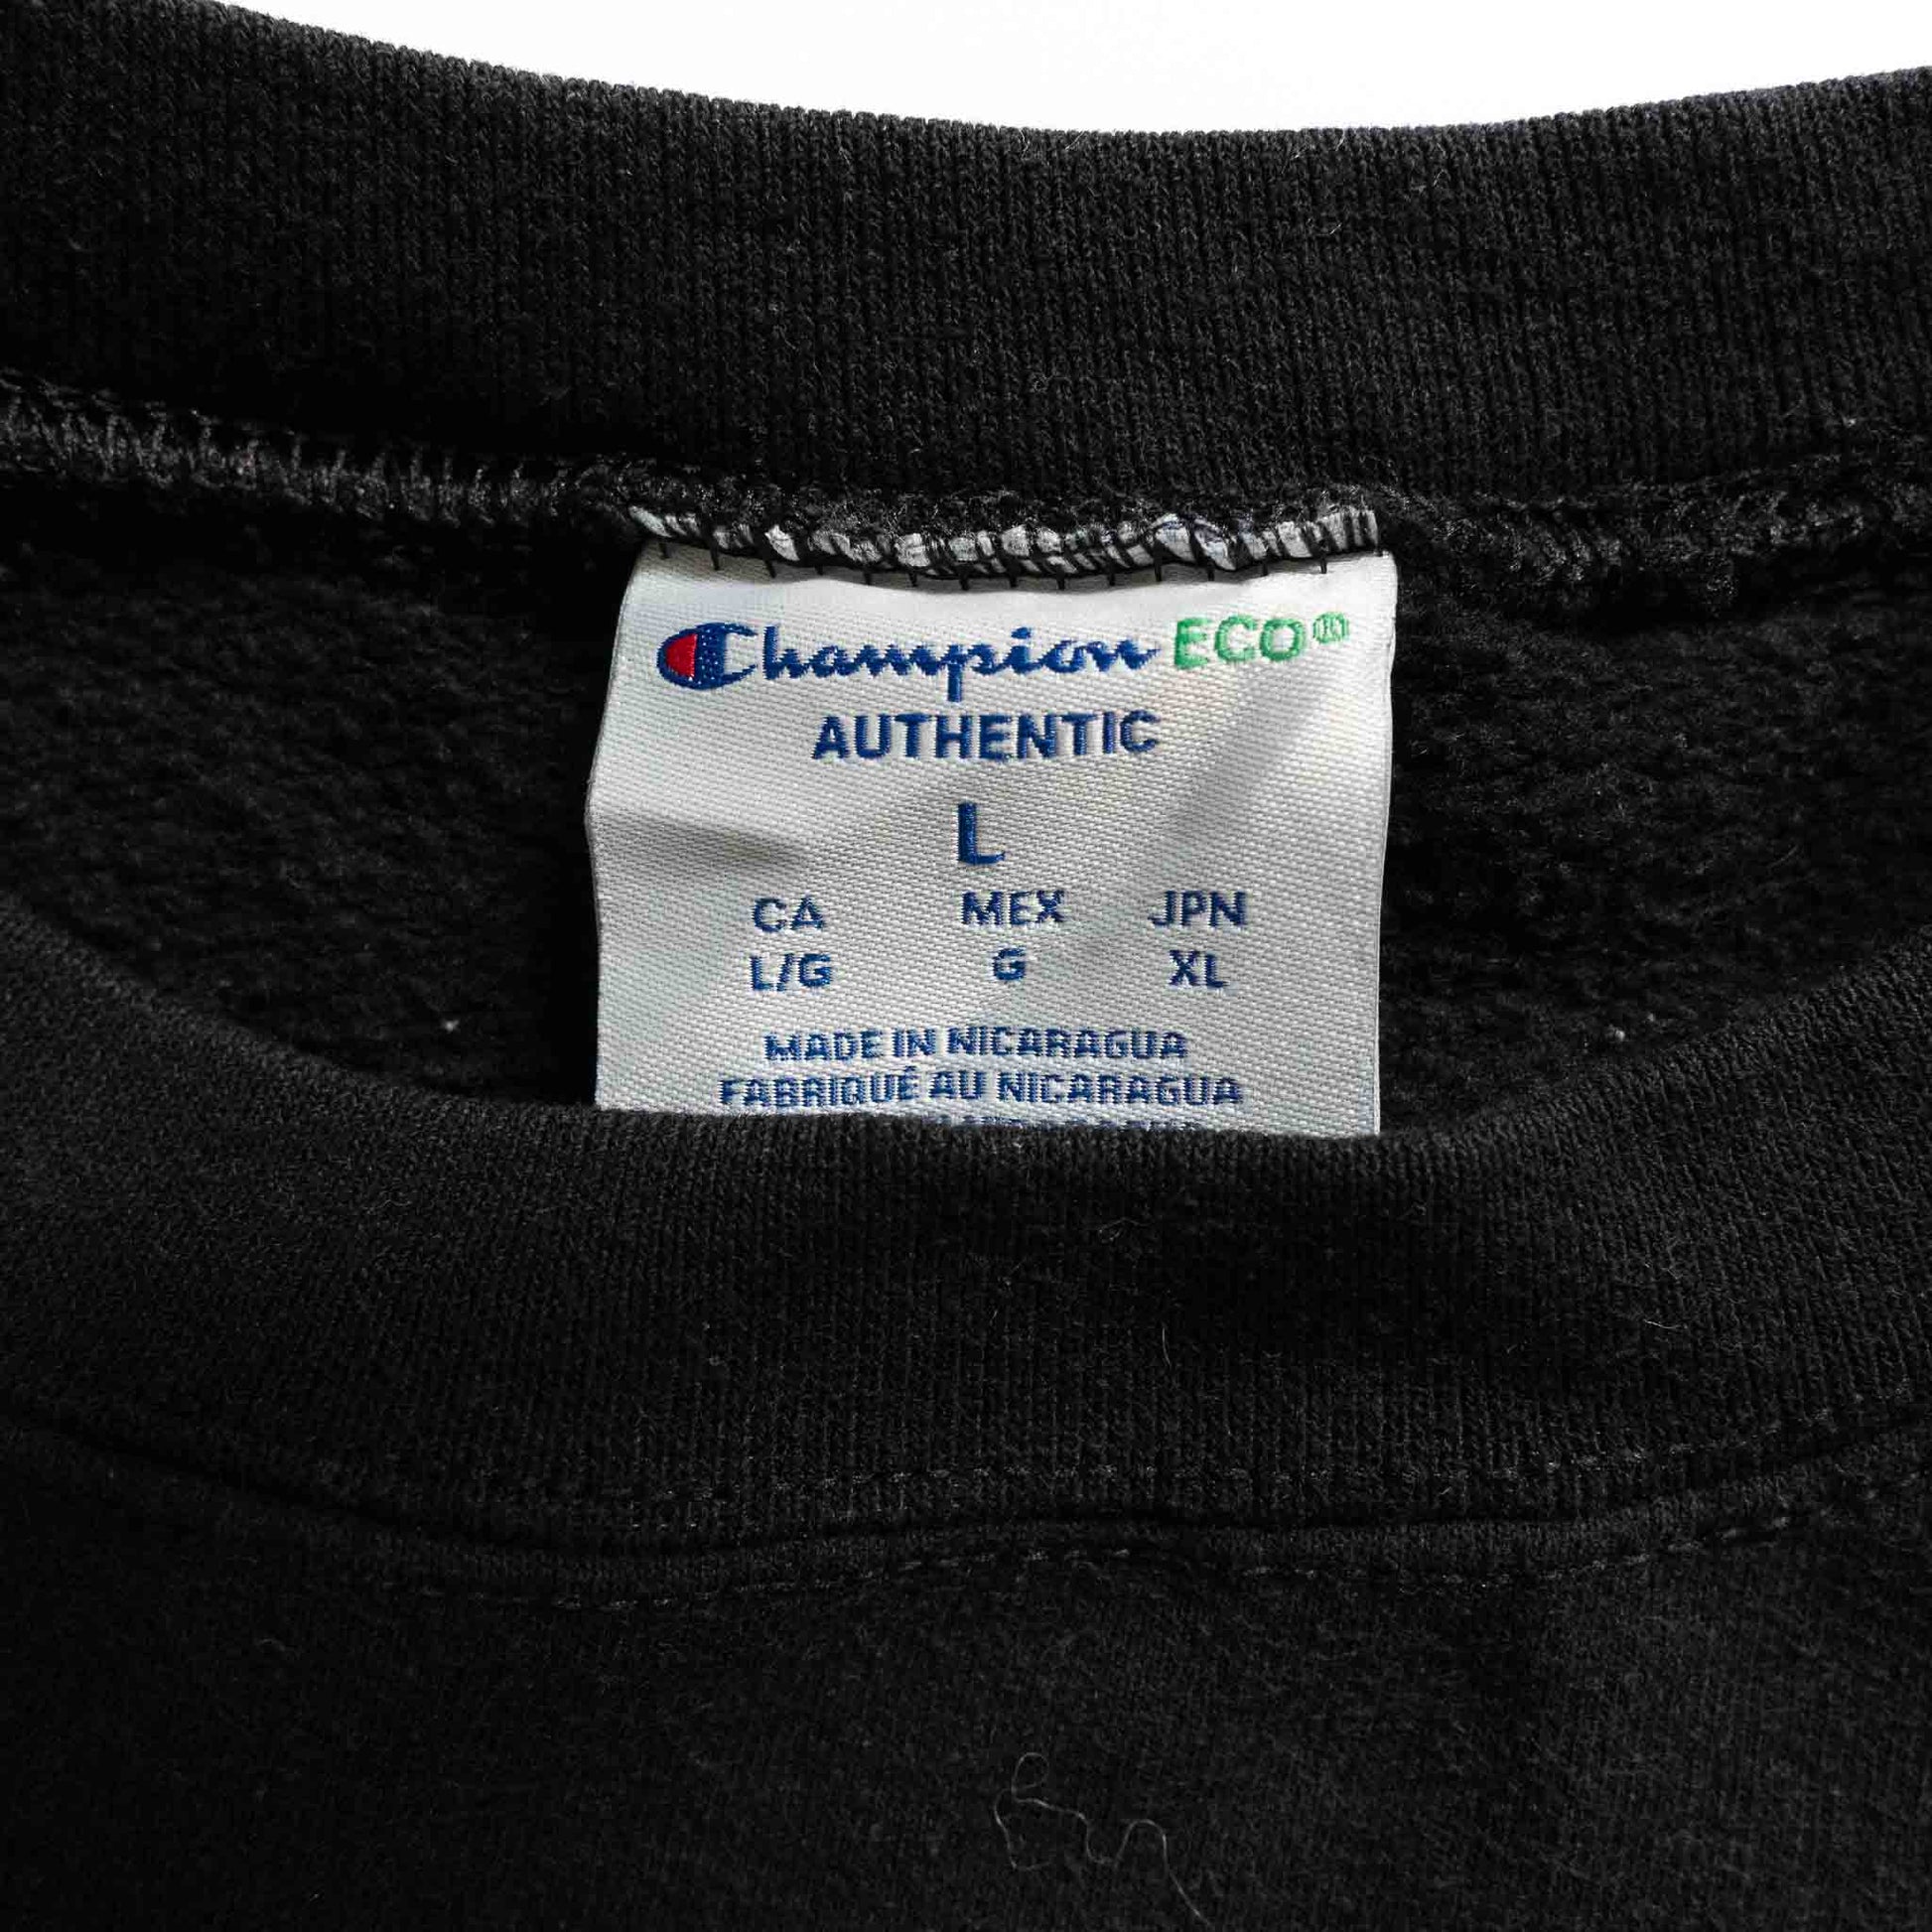 Champion ECO®
AUTHENTIC
L
CA MEX JPN
L/G G XL
MADE IN NICARAGUA
FABRIQUÉ AU NICARAGUA